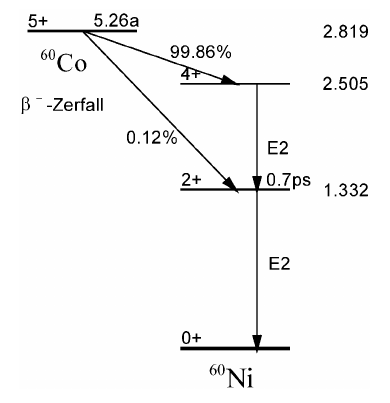 5+ 5.26a 2.819
60Co
99.86%
4+ 2.505
β⁻-Zerfall
0.12%
E2
2+ 0.7ps 1.332
E2
0+
60Ni